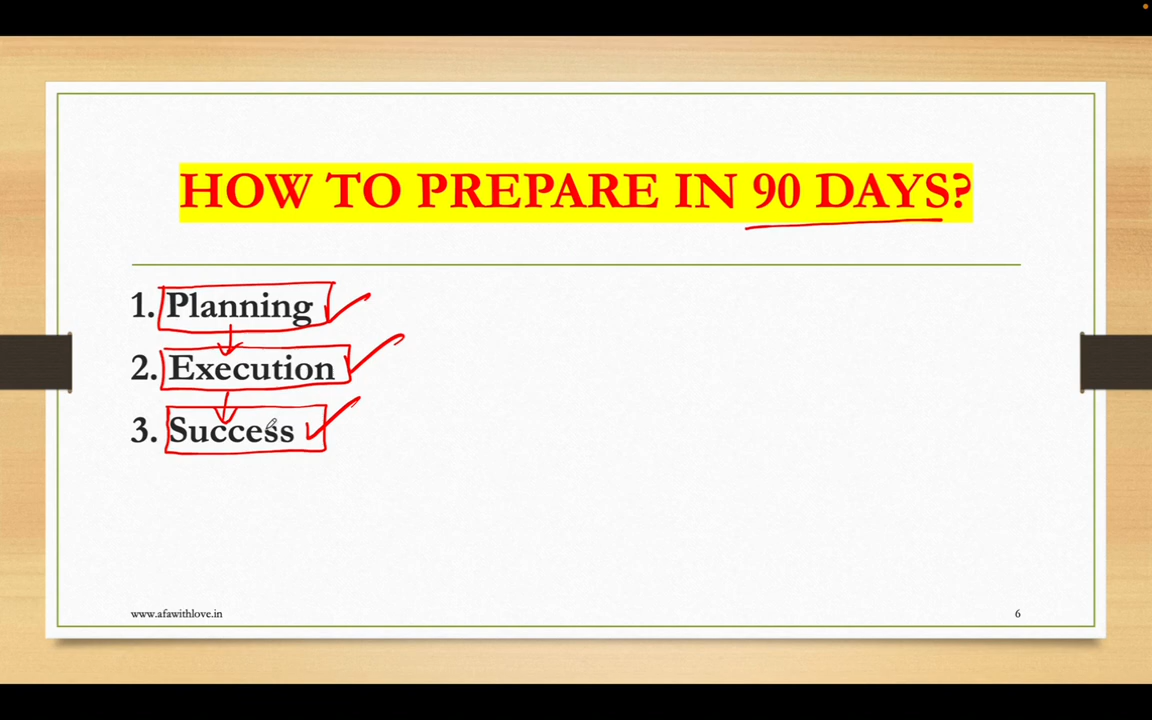 HOW TO PREPARE IN 90 DAYS?
1. Planning
2. Execution
3. Success
www.afawithlove.in
6